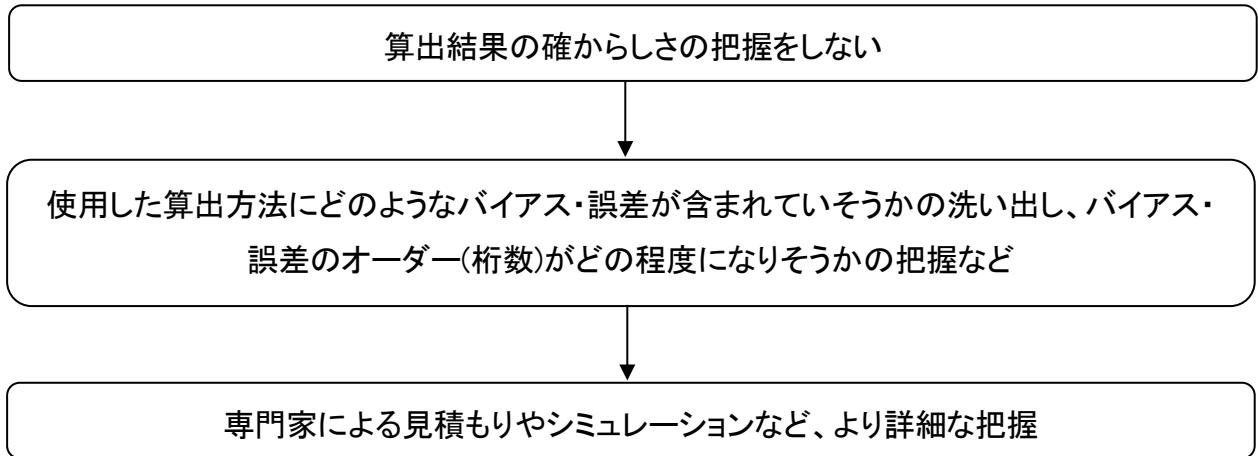 算出結果の確からしさの把握をしない
使用した算出方法にどのようなバイアス・誤差が含まれていそうかの洗い出し、バイアス・
誤差のオーダー(桁数)がどの程度になりそうかの把握など
専門家による見積もりやシミュレーションなど、より詳細な把握